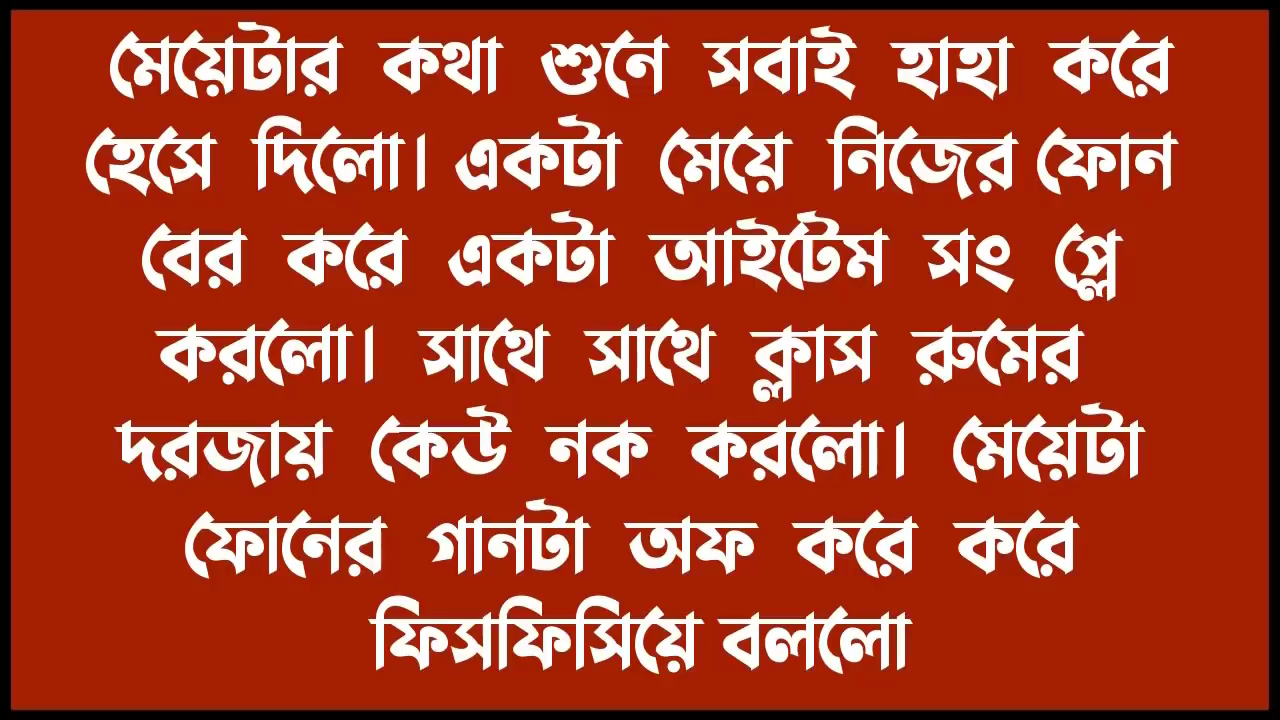 মেয়েটার কথা শুনে সবাই হাহা করে
হেসে দিলো। একটা মেয়ে নিজের ফোন
বের করে একটা আইটেম সং প্লে
করলো। সাথে সাথে ক্লাস রুমের
দরজায় কেউ নক করলো। মেয়েটা
ফোনের গানটা অফ করে করে
ফিসফিসিয়ে বললো